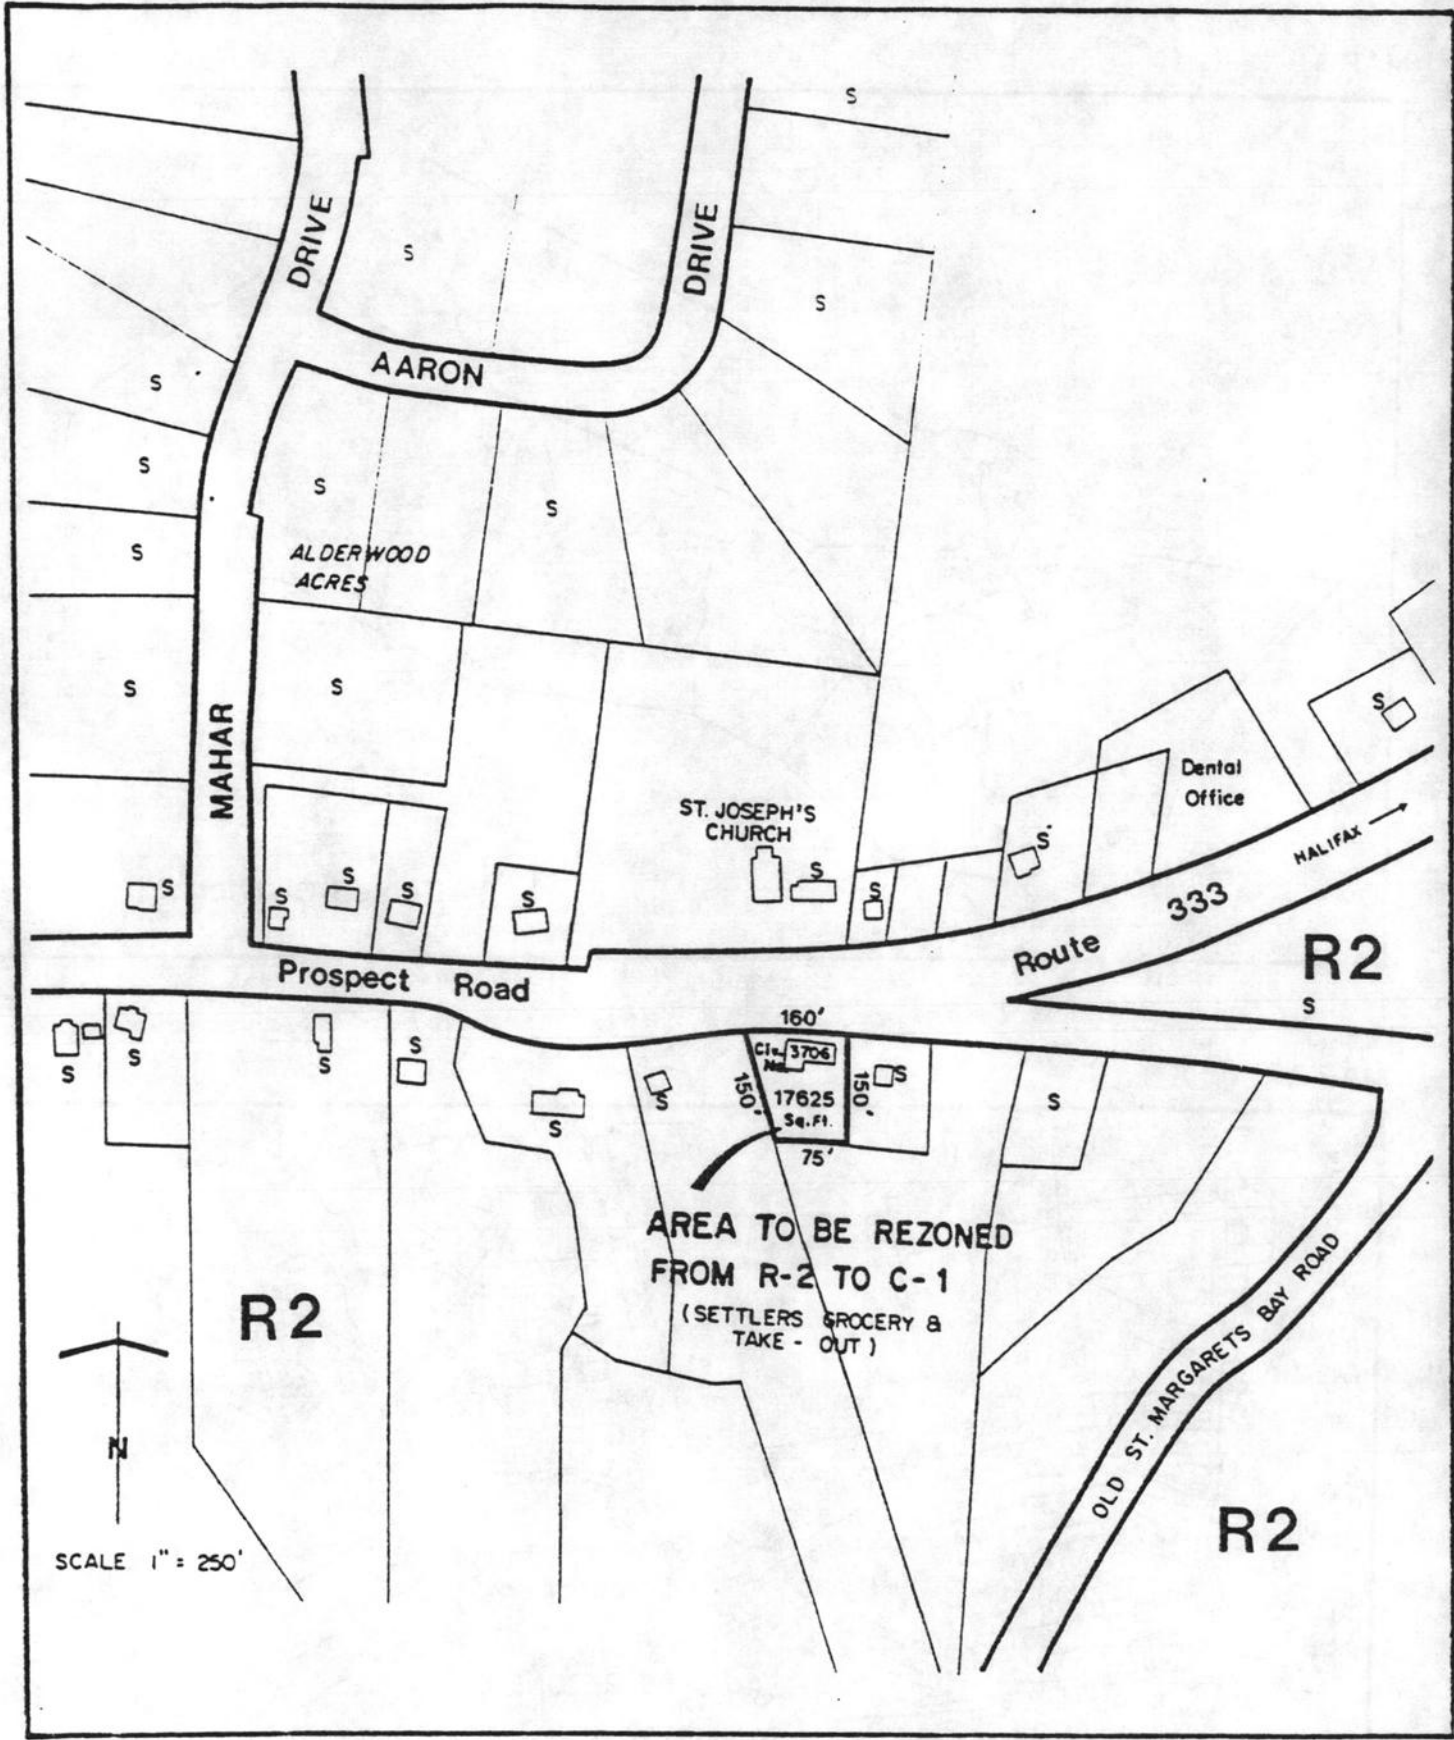 S
DRIVE
DRIVE
S
S
AARON
S
S
S
S
S
ALDERWOOD
ACRES
S
S
MAHAR
S
Dental
Office
HALIFAX
ST. JOSEPH'S
CHURCH
S
S
S
S
S
S
S
S
S
333
Route
R2
S
Prospect Road
160'
Civ. 3706
No.
150'
17625
Sq.Ft.
150'
75'
S
S
S
S
S
S
S
S
AREA TO BE REZONED
FROM R-2 TO C-1
(SETTLERS GROCERY &
TAKE - OUT)
R2
OLD ST. MARGARETS BAY ROAD
N
R2
SCALE 1" = 250'